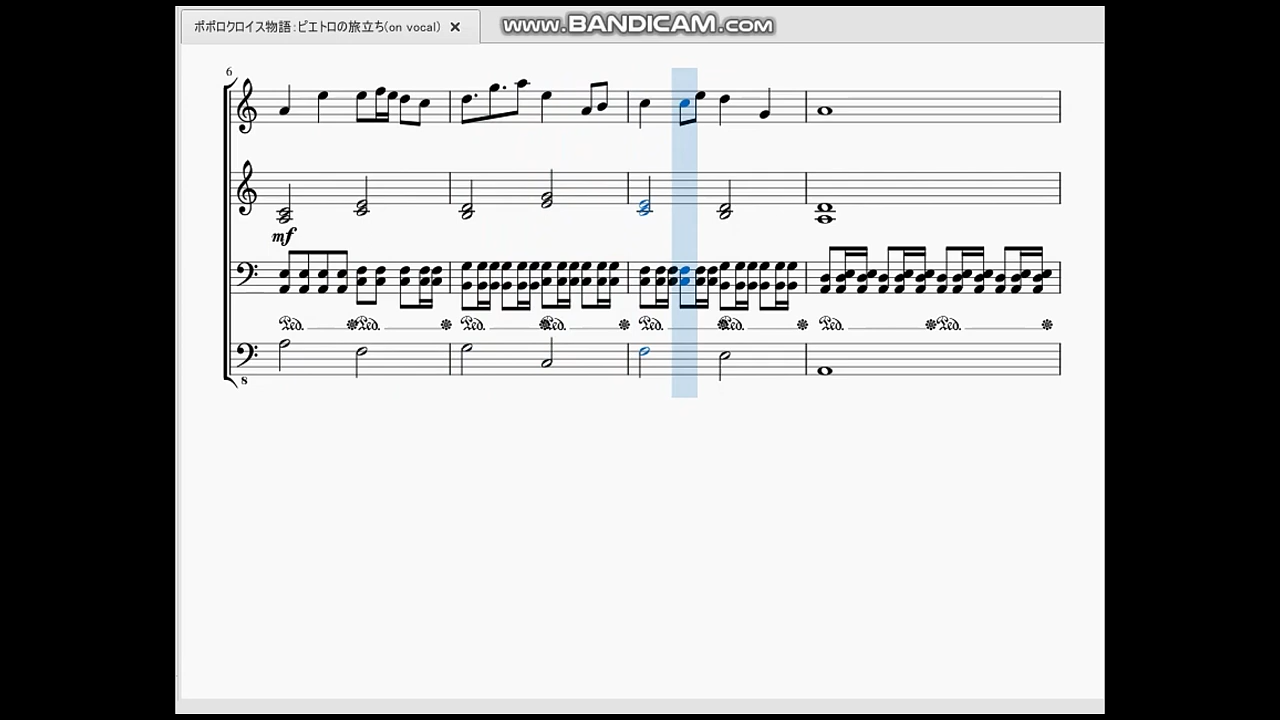 ポポロクロイス物語:ピエトロの旅立ち(on vocal) ×
www.BANDICAM.com
6
mf
Ped. Ped. Ped. Ped. Ped. Ped. Ped. Ped.
8